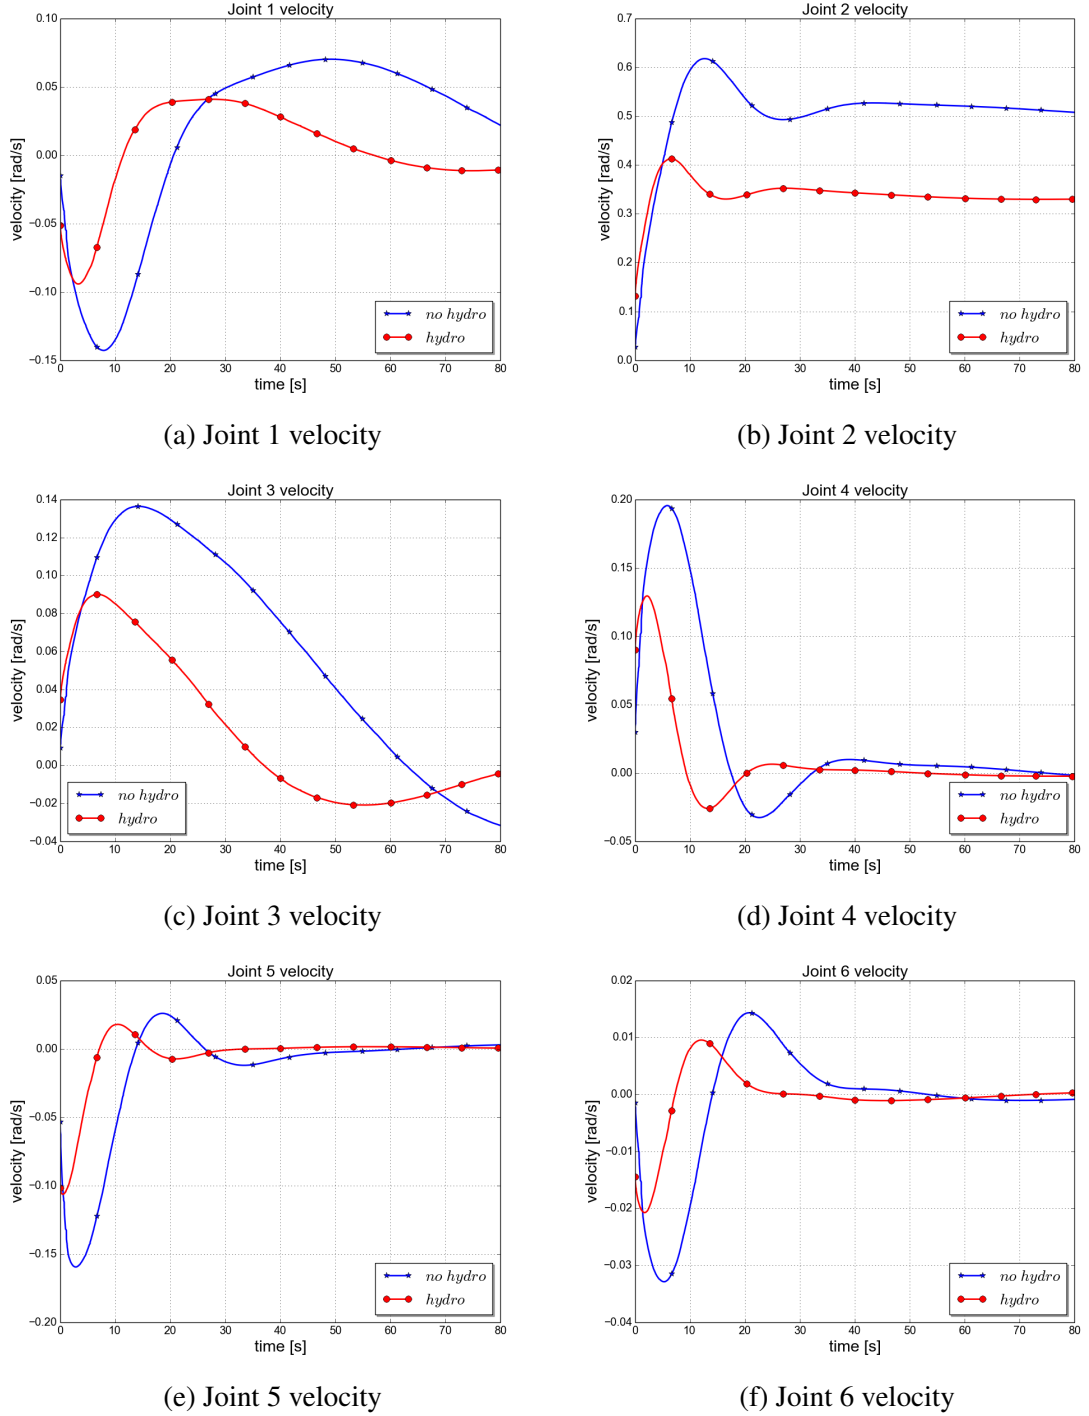 Joint 1 velocity
0.10
0.05
0.00
−0.05
−0.10
−0.15
velocity [rad/s]
no hydro
hydro
0 10 20 30 40 50 60 70 80
time [s]
(a) Joint 1 velocity
Joint 2 velocity
0.7
0.6
0.5
0.4
0.3
0.2
0.1
0.0
velocity [rad/s]
no hydro
hydro
0 10 20 30 40 50 60 70 80
time [s]
(b) Joint 2 velocity
Joint 3 velocity
0.14
0.12
0.10
0.08
0.06
0.04
0.02
0.00
−0.02
−0.04
velocity [rad/s]
no hydro
hydro
0 10 20 30 40 50 60 70 80
time [s]
(c) Joint 3 velocity
Joint 4 velocity
0.20
0.15
0.10
0.05
0.00
−0.05
velocity [rad/s]
no hydro
hydro
0 10 20 30 40 50 60 70 80
time [s]
(d) Joint 4 velocity
Joint 5 velocity
0.05
0.00
−0.05
−0.10
−0.15
−0.20
velocity [rad/s]
no hydro
hydro
0 10 20 30 40 50 60 70 80
time [s]
(e) Joint 5 velocity
Joint 6 velocity
0.02
0.01
0.00
−0.01
−0.02
−0.03
−0.04
velocity [rad/s]
no hydro
hydro
0 10 20 30 40 50 60 70 80
time [s]
(f) Joint 6 velocity